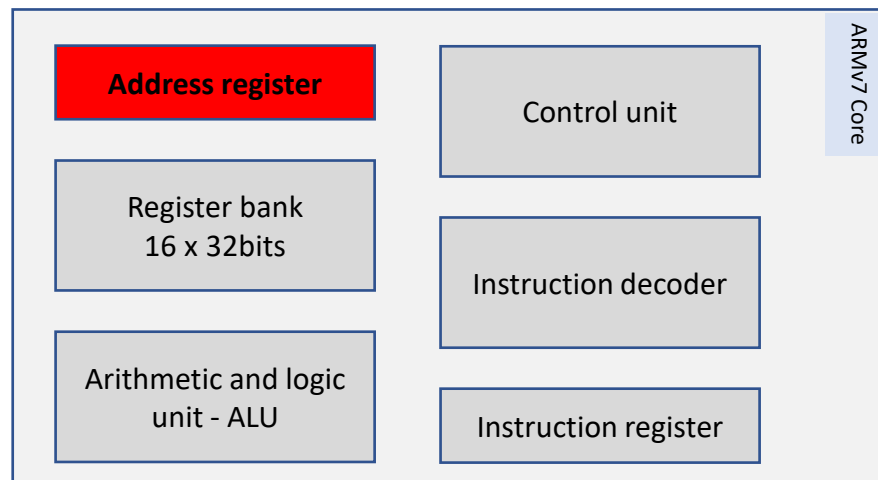 Address register
Register bank
16 x 32bits
Arithmetic and logic
unit - ALU
Control unit
Instruction decoder
Instruction register
ARMv7 Core